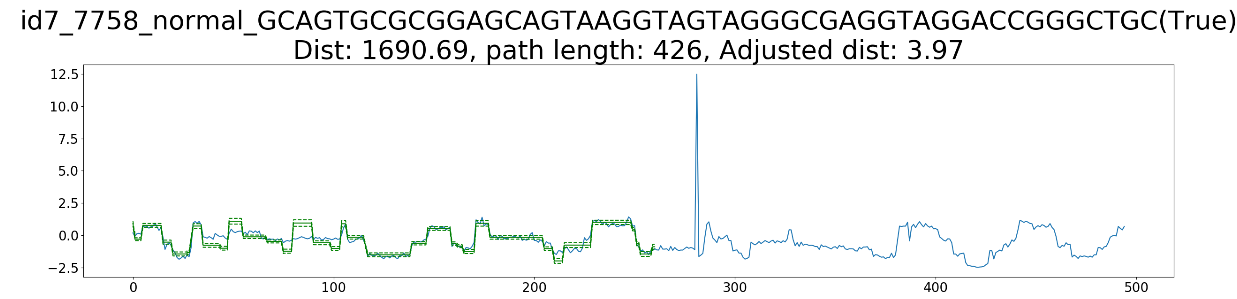 id7_7758_normal_GCAGTGCGCGGAGCAGTAAGGTAGTAGGGCGAGGTAGGACCGGGCTGC(True)
Dist: 1690.69, path length: 426, Adjusted dist: 3.97
12.5
10.0
7.5
5.0
2.5
0.0
−2.5
0 100 200 300 400 500